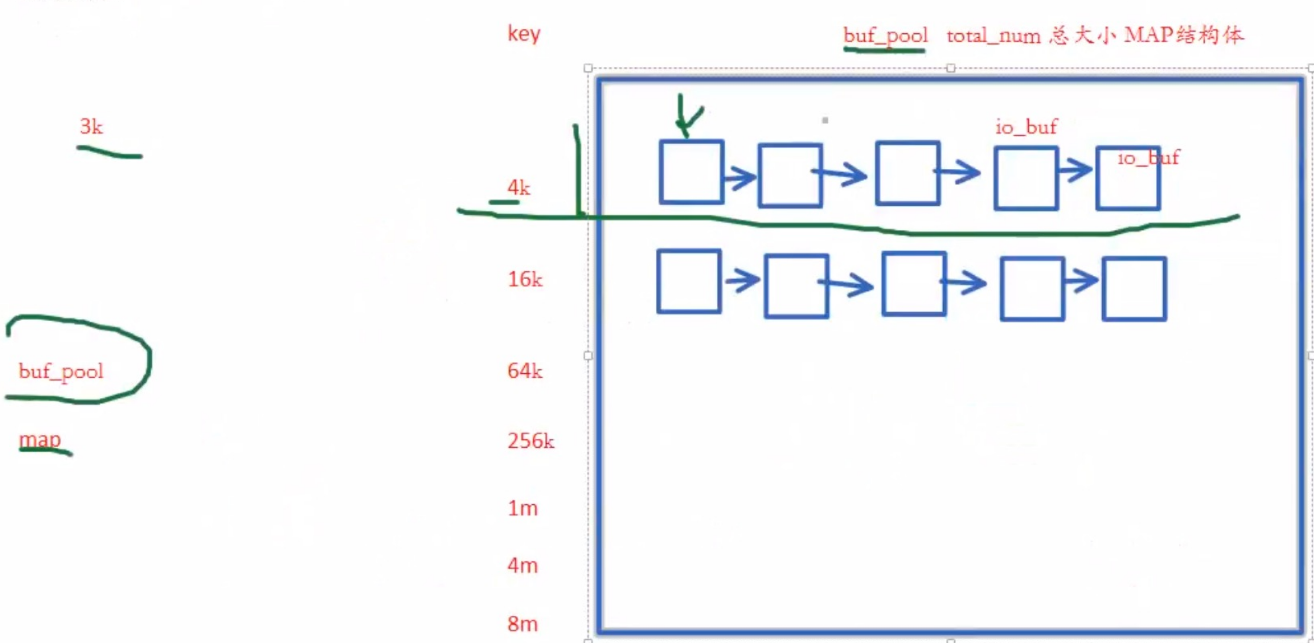 key
buf_pool total_num 总大小 MAP结构体
3k
io_buf
io_buf
4k
16k
buf_pool
64k
map
256k
1m
4m
8m